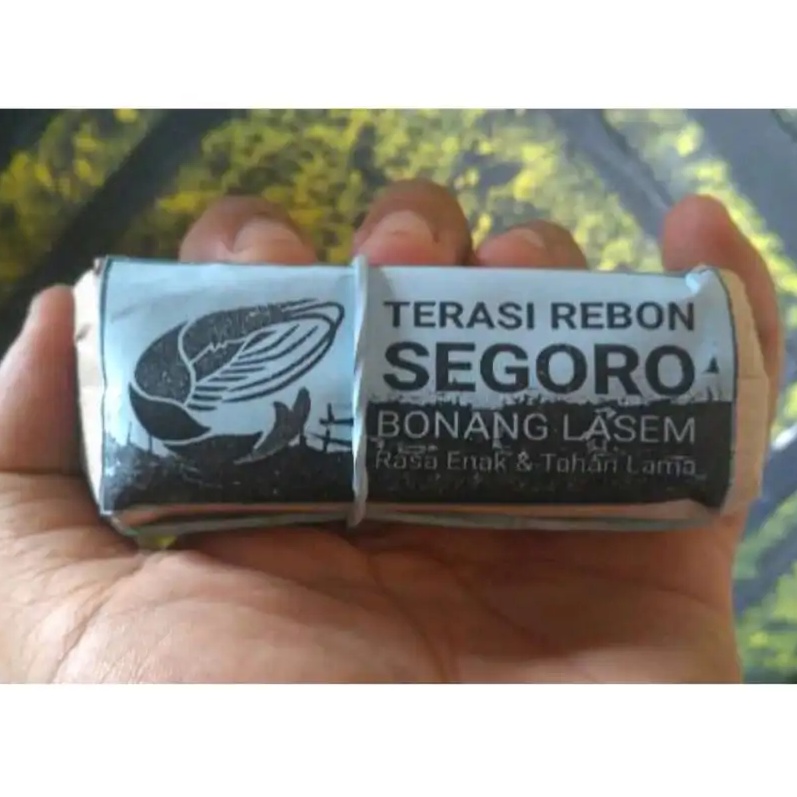 TERASI REBON
SEGORO
BONANG LASEM
Rasa Enak & Tahan Lama